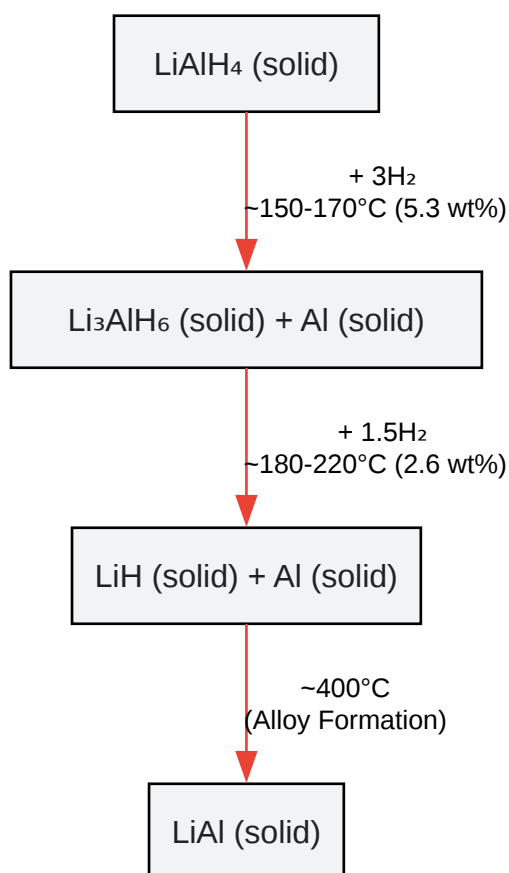 LiAlH₄ (solid)
+ 3H₂
~150-170°C (5.3 wt%)
Li₃AlH₆ (solid) + Al (solid)
+ 1.5H₂
~180-220°C (2.6 wt%)
LiH (solid) + Al (solid)
~400°C
(Alloy Formation)
LiAl (solid)